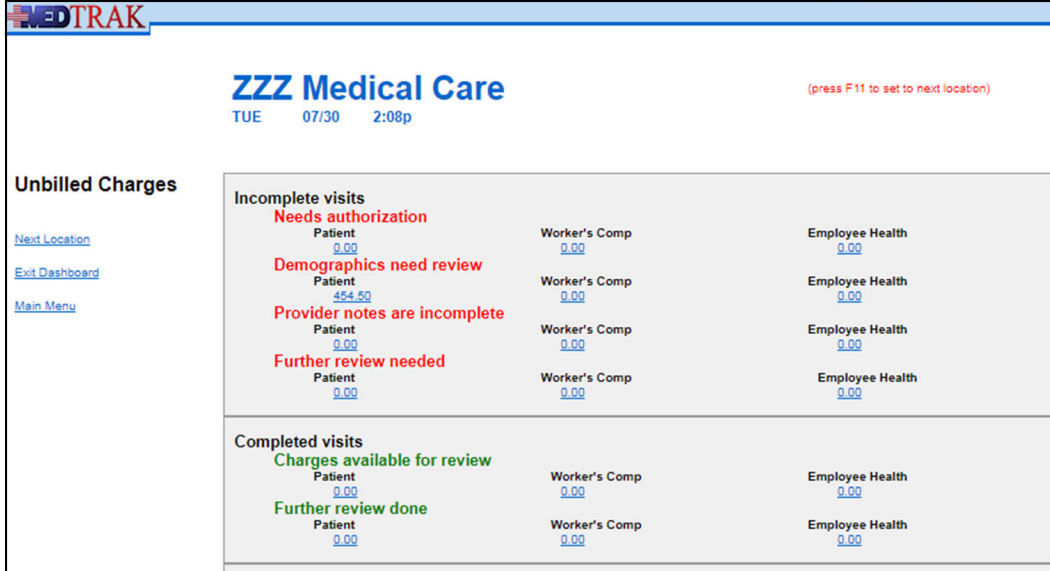 MEDTRAK
ZZZ Medical Care
(press F11 to set to next location)
TUE 07/30 2:08p
Unbilled Charges
Next Location
Exit Dashboard
Main Menu
Incomplete visits
Needs authorization
Patient Worker's Comp Employee Health
0.00 0.00 0.00
Demographics need review
Patient Worker's Comp Employee Health
454.50 0.00 0.00
Provider notes are incomplete
Patient Worker's Comp Employee Health
0.00 0.00 0.00
Further review needed
Patient Worker's Comp Employee Health
0.00 0.00 0.00
Completed visits
Charges available for review
Patient Worker's Comp Employee Health
0.00 0.00 0.00
Further review done
Patient Worker's Comp Employee Health
0.00 0.00 0.00